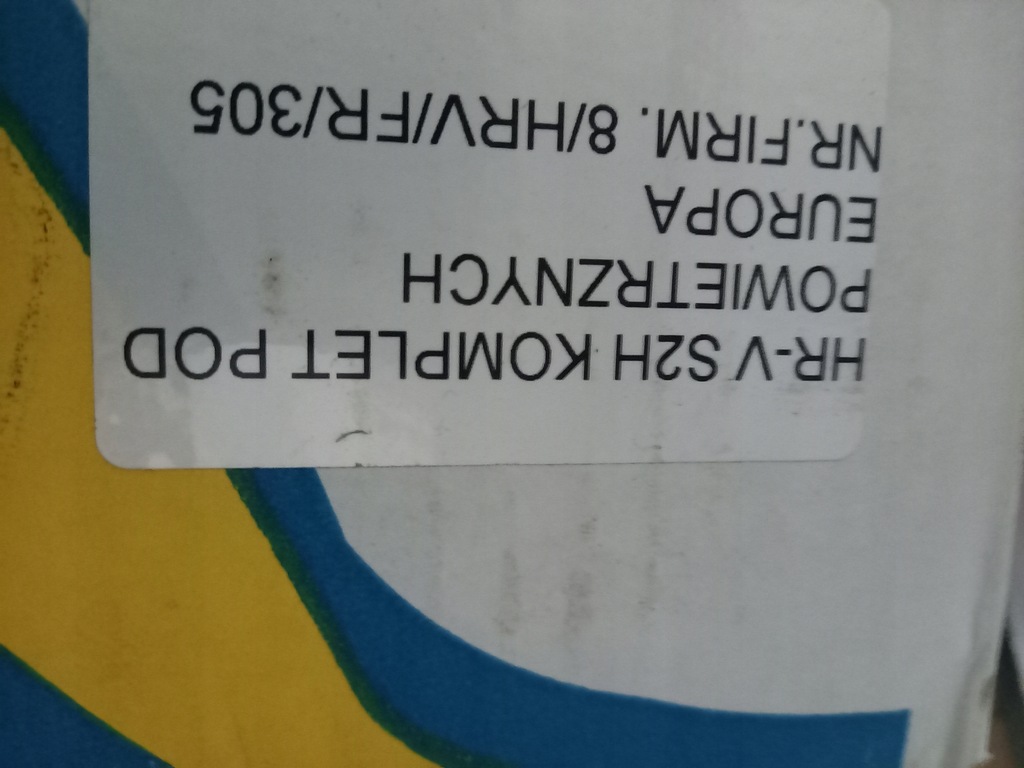 HR-V S2H KOMPLET POD
POWIETRZNYCH
EUROPA
NR.FIRM. 8/HRV/FR/305